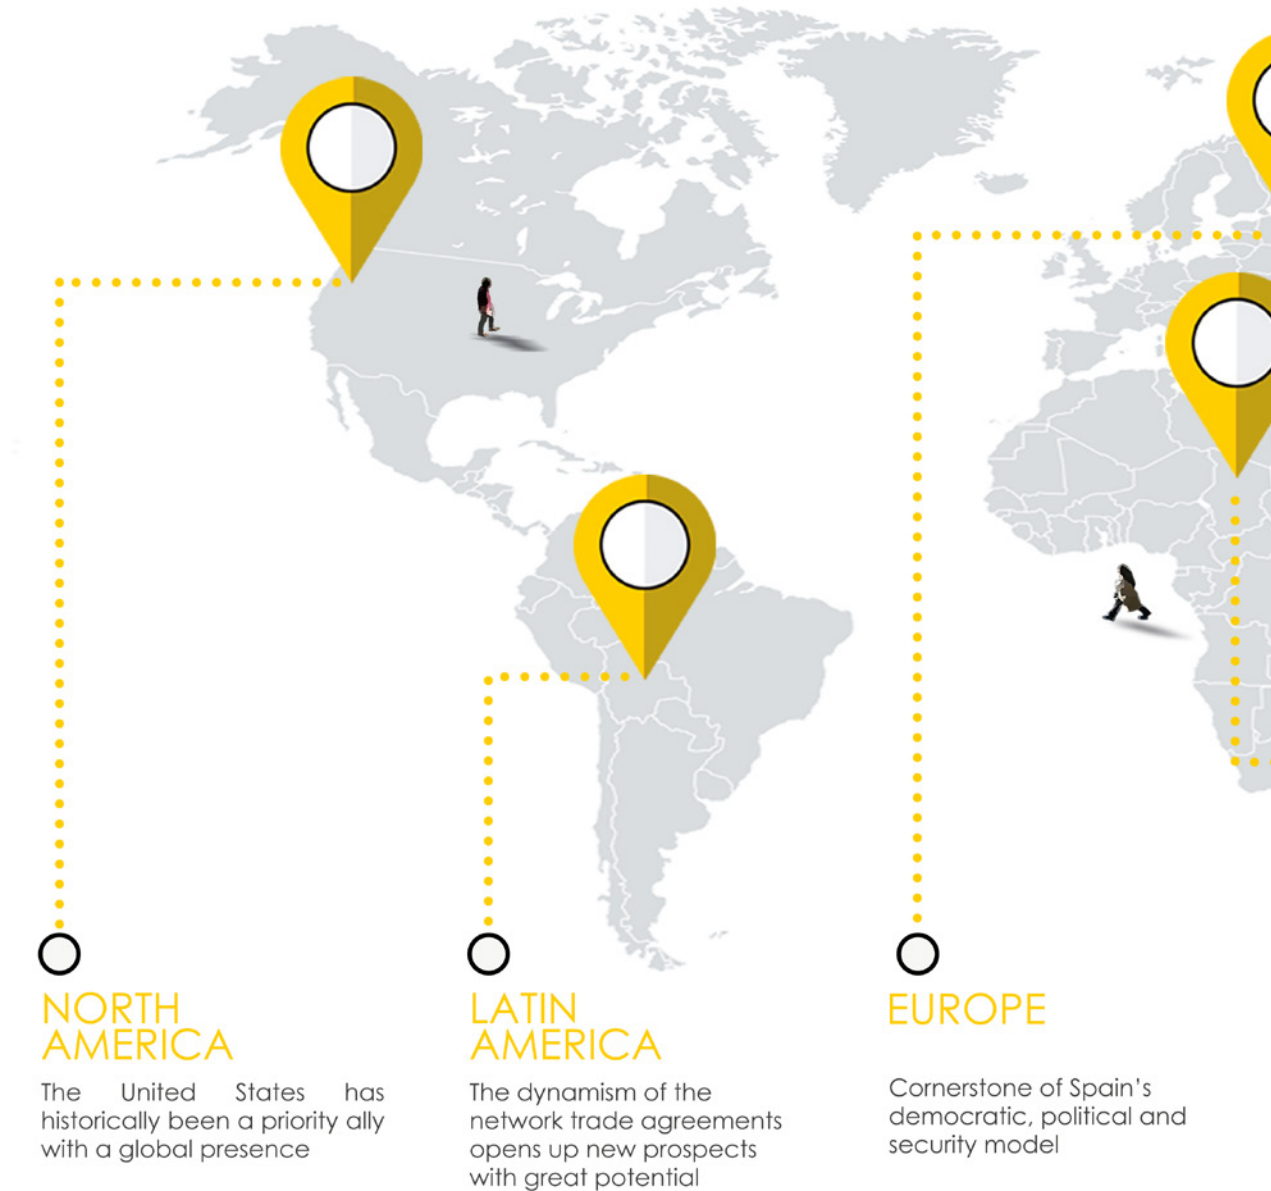 NORTH
AMERICA
The United States has
historically been a priority ally
with a global presence
LATIN
AMERICA
The dynamism of the
network trade agreements
opens up new prospects
with great potential
EUROPE
Cornerstone of Spain's
democratic, political and
security model